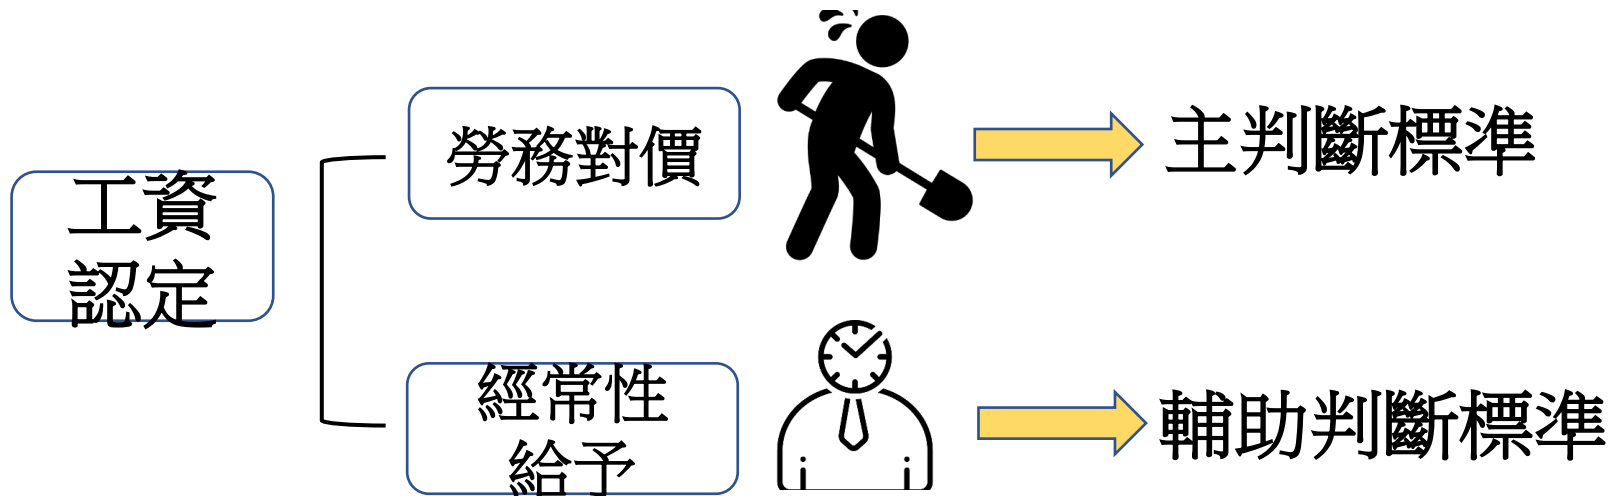 工資
認定
勞務對價
主判斷標準
經常性
給予
輔助判斷標準